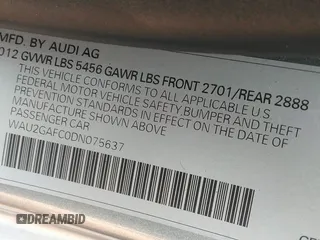 MFD. BY AUDI AG
012 GVWR LBS 5456 GAWR LBS FRONT 2701/REAR 2888
THIS VEHICLE CONFORMS TO ALL APPLICABLE U S
FEDERAL MOTOR VEHICLE SAFETY BUMPER AND THEFT
PREVENTION STANDARDS IN EFFECT ON THE DATE OF
MANUFACTURE SHOWN ABOVE
PASSENGER CAR
WAU2GAFC0DN075637
DREAMBID